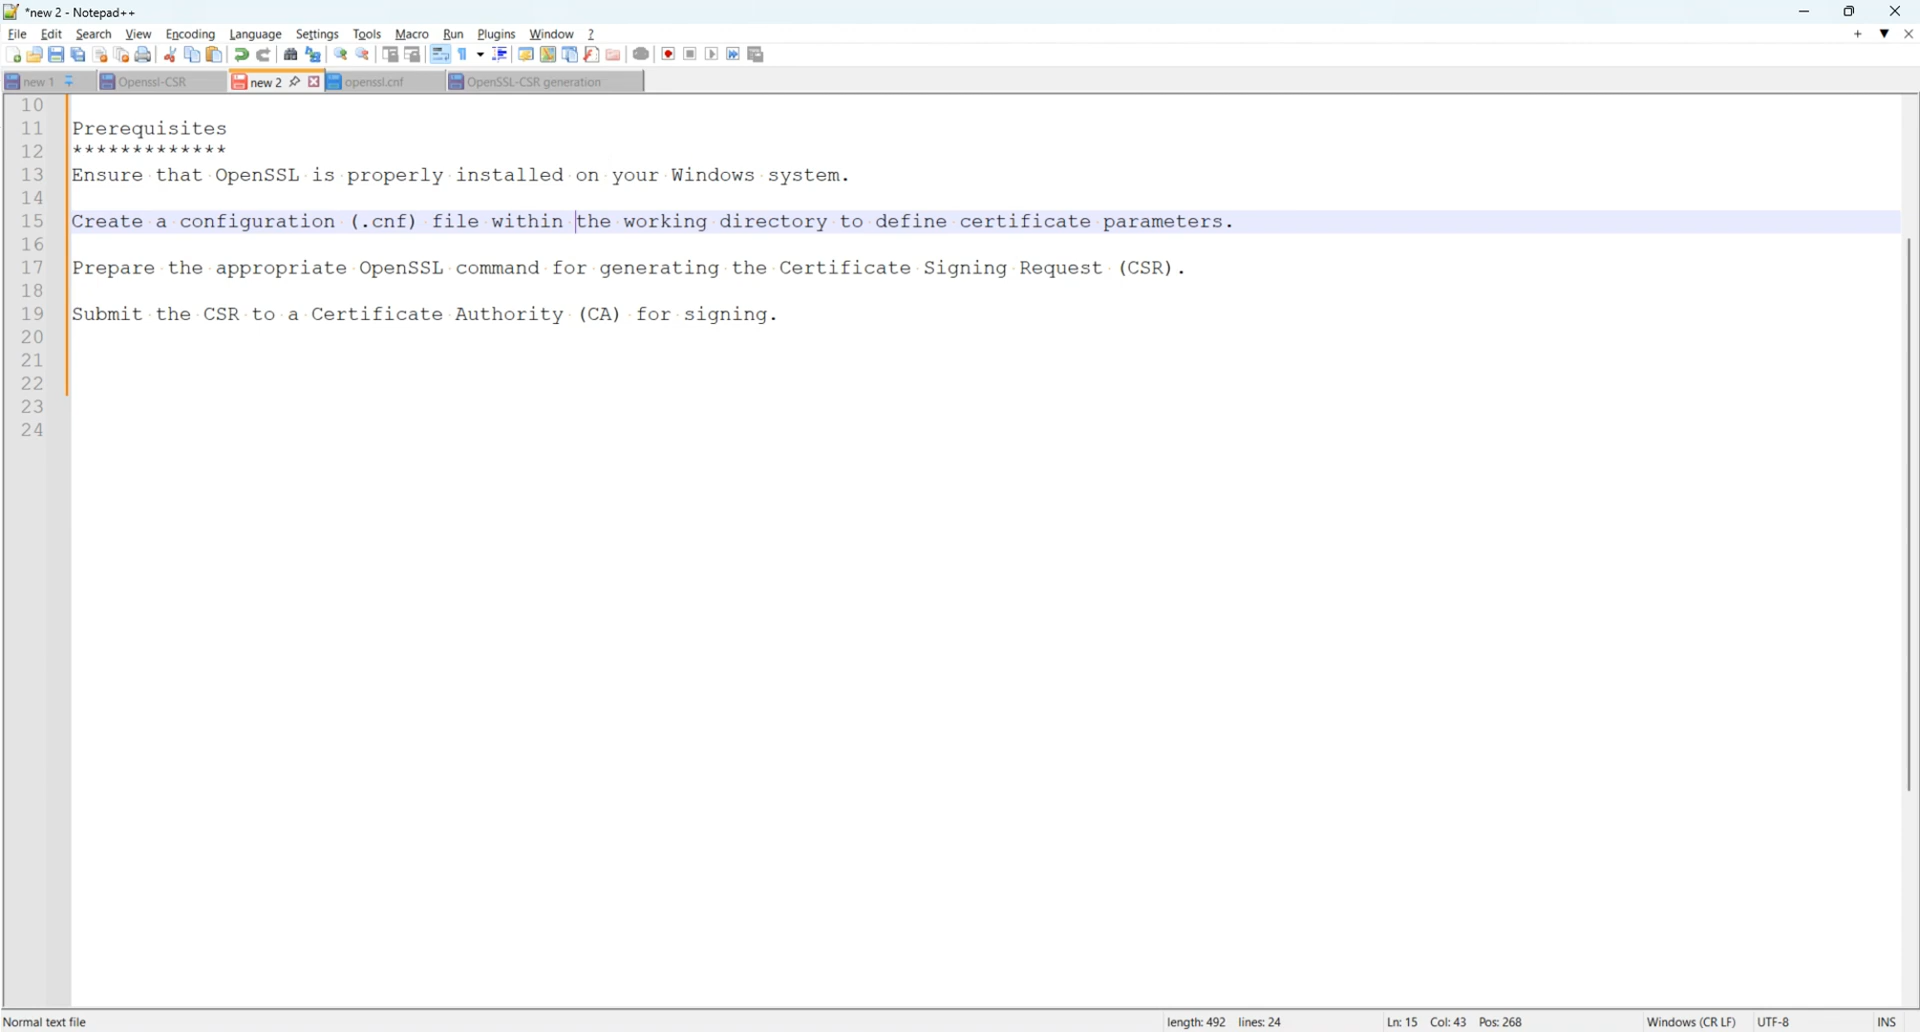 *new 2 - Notepad++
File Edit Search View Encoding Language Settings Tools Macro Run Plugins Window ?
new 1 Openssl-CSR new 2 openssl.cnf OpenSSL-CSR generation
10
11 Prerequisites
12 *************
13 Ensure that OpenSSL is properly installed on your Windows system.
14
15 Create a configuration (.cnf) file within the working directory to define certificate parameters.
16
17 Prepare the appropriate OpenSSL command for generating the Certificate Signing Request (CSR).
18
19 Submit the CSR to a Certificate Authority (CA) for signing.
20
21
22
23
24
Normal text file length: 492 lines: 24 Ln: 15 Col: 43 Pos: 268 Windows (CR LF) UTF-8 INS